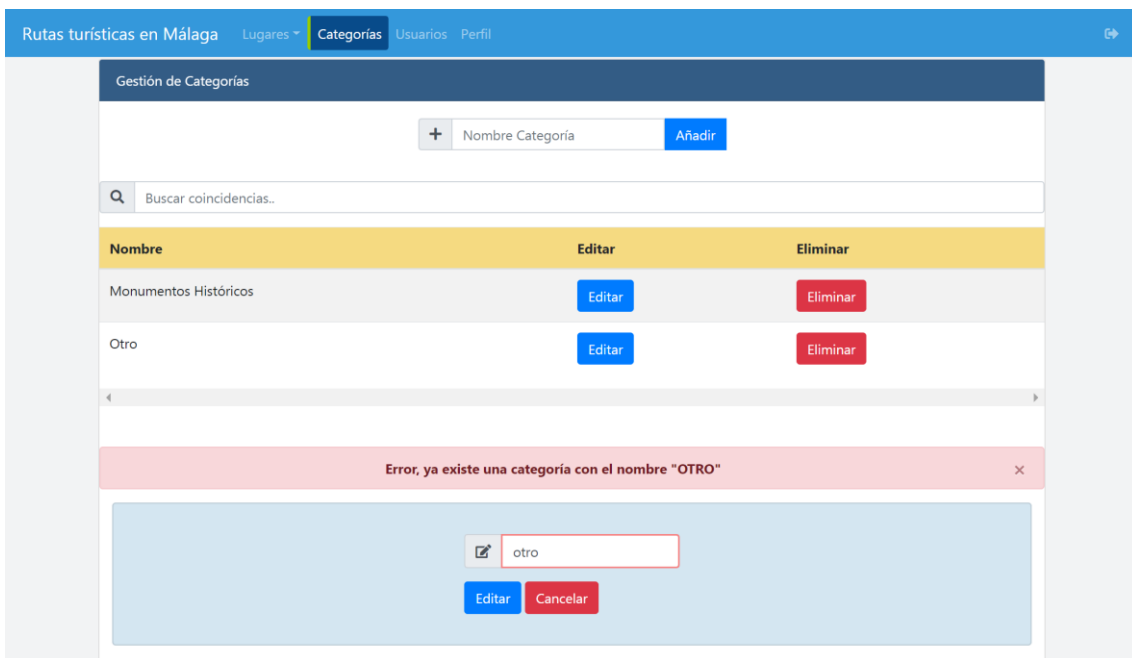 Rutas turísticas en Málaga Lugares Categorías Usuarios Perfil
Gestión de Categorías
Nombre Categoría Añadir
Buscar coincidencias..
Nombre Editar Eliminar
Monumentos Históricos Editar Eliminar
Otro Editar Eliminar
Error, ya existe una categoría con el nombre "OTRO" ×
otro
Editar Cancelar